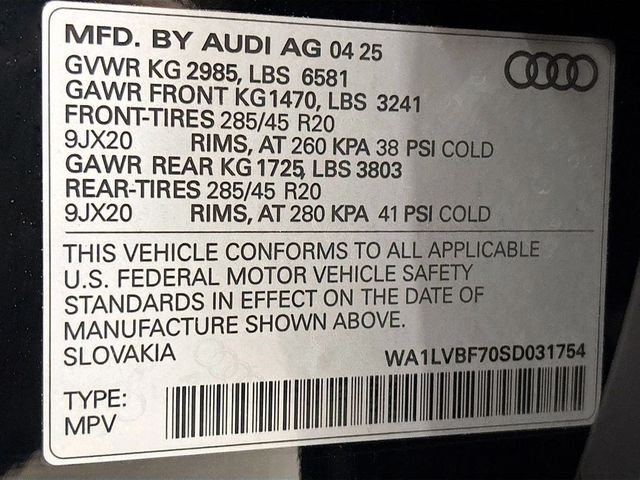 MFD. BY AUDI AG 04 25
GVWR KG 2985, LBS 6581
GAWR FRONT KG1470, LBS 3241
FRONT-TIRES 285/45 R20
9JX20 RIMS, AT 260 KPA 38 PSI COLD
GAWR REAR KG 1725, LBS 3803
REAR-TIRES 285/45 R20
9JX20 RIMS, AT 280 KPA 41 PSI COLD
THIS VEHICLE CONFORMS TO ALL APPLICABLE
U.S. FEDERAL MOTOR VEHICLE SAFETY
STANDARDS IN EFFECT ON THE DATE OF
MANUFACTURE SHOWN ABOVE.
SLOVAKIA WA1LVBF70SD031754
TYPE:
MPV